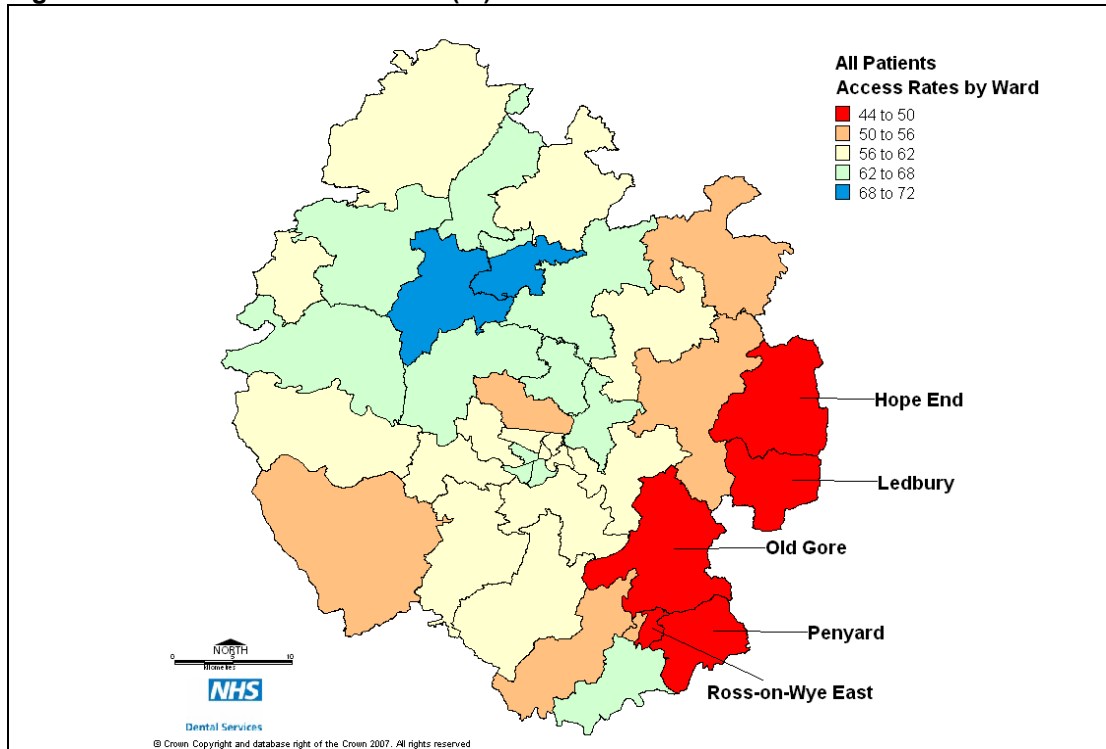 All Patients
Access Rates by Ward
44 to 50
50 to 56
56 to 62
62 to 68
68 to 72
Hope End
Ledbury
Old Gore
Penyard
Ross-on-Wye East
NORTH
0 5 10
kilometres
NHS
Dental Services
© Crown Copyright and database right of the Crown 2007. All rights reserved